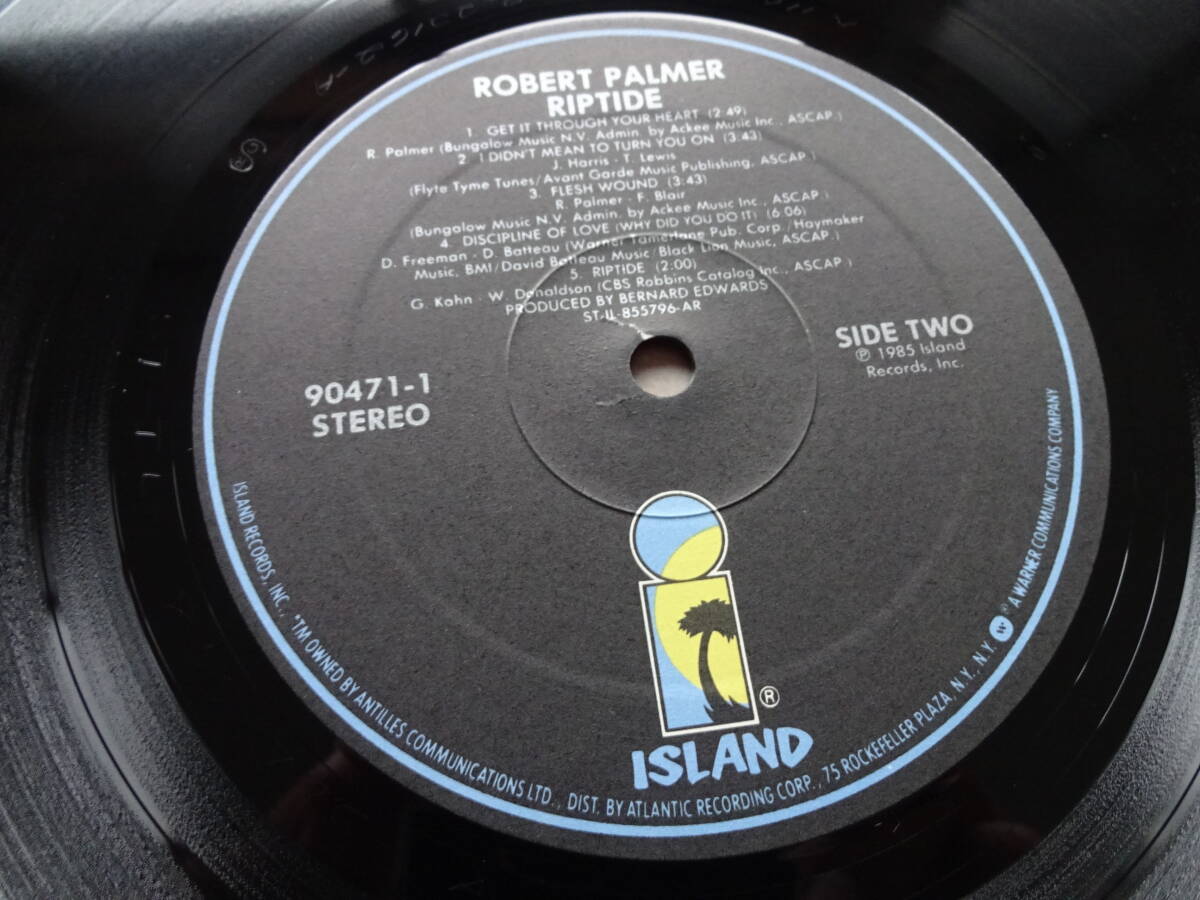 ROBERT PALMER
RIPTIDE
1. GET IT THROUGH YOUR HEART (2:49)
R. Palmer (Bungalow Music N.V. Admin. by Ackee Music Inc., ASCAP.)
2. I DIDN'T MEAN TO TURN YOU ON (3:43)
J. Harris - T. Lewis
(Flyte Tyme Tunes/Avant Garde Music Publishing, ASCAP.)
3. FLESH WOUND (3:43)
R. Palmer - F. Blair
(Bungalow Music N.V. Admin. by Ackee Music Inc., ASCAP.)
4. DISCIPLINE OF LOVE (WHY DID YOU DO IT) (6:06)
D. Freeman - D. Batteau (Warner Tamerlane Pub. Corp./Haymaker
Music, BMI/David Batteau Music/Black Lion Music, ASCAP.)
5. RIPTIDE (2:00)
G. Kahn - W. Donaldson (CBS Robbins Catalog Inc., ASCAP.)
PRODUCED BY BERNARD EDWARDS
ST-IL-855796-AR
90471-1
STEREO
SIDE TWO
℗ 1985 Island
Records, Inc.
®
ISLAND
ISLAND RECORDS, INC., *TM OWNED BY ANTILLES COMMUNICATIONS LTD., DIST. BY ATLANTIC RECORDING CORP., 75 ROCKEFELLER PLAZA, N.Y., N.Y. A WARNER COMMUNICATIONS COMPANY